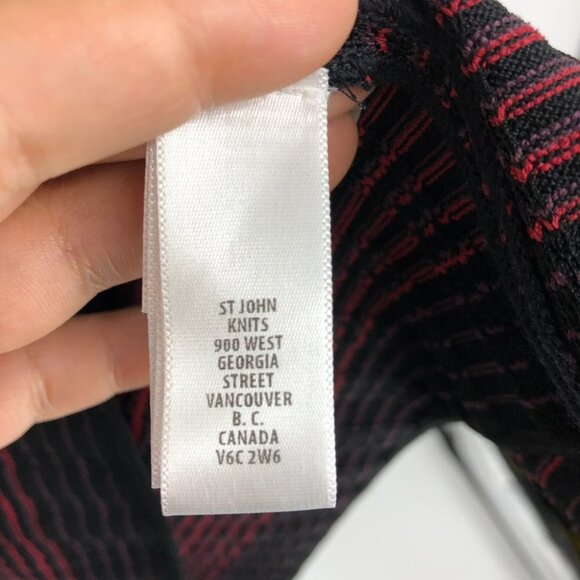 ST JOHN
KNITS
900 WEST
GEORGIA
STREET
VANCOUVER
B. C.
CANADA
V6C 2W6